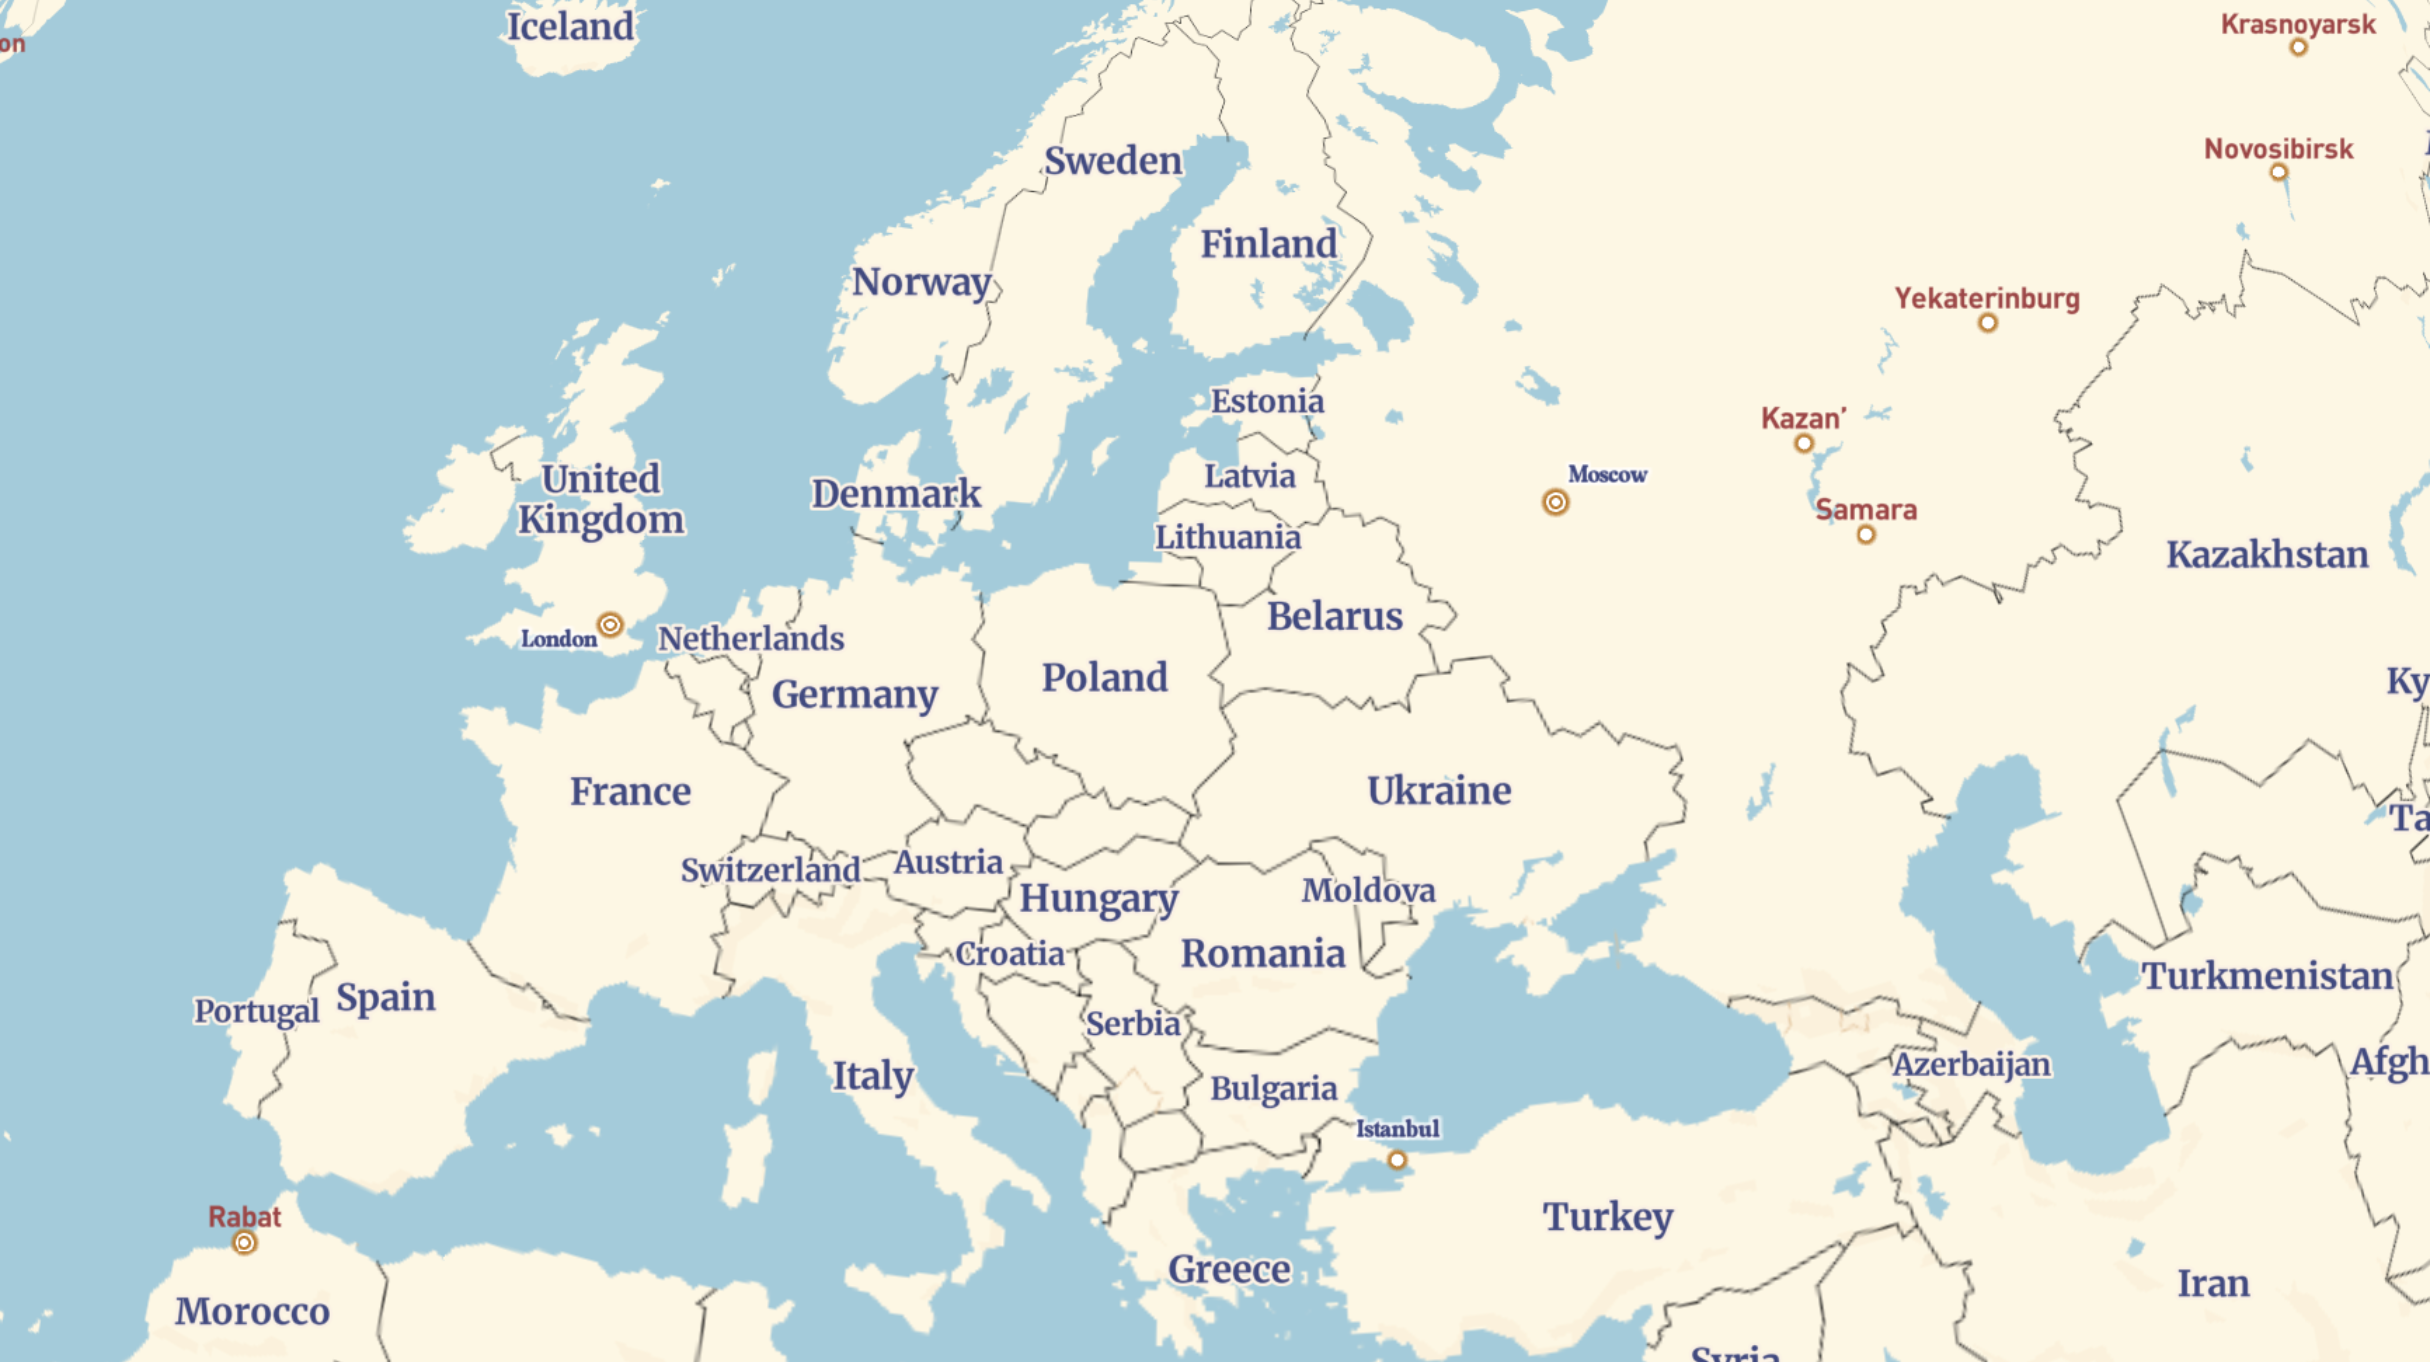 Iceland
Krasnoyarsk
on
Novosibirsk
Sweden
Finland
Norway
Yekaterinburg
Estonia
Kazan’
Latvia
Moscow
United
Kingdom
Denmark
Samara
Lithuania
Kazakhstan
Belarus
London
Netherlands
Poland
Germany
Ky
France
Ukraine
Ta
Switzerland
Austria
Hungary
Moldova
Croatia
Romania
Turkmenistan
Portugal
Spain
Serbia
Azerbaijan
Afgh
Italy
Bulgaria
Istanbul
Rabat
Turkey
Greece
Iran
Morocco
Syria